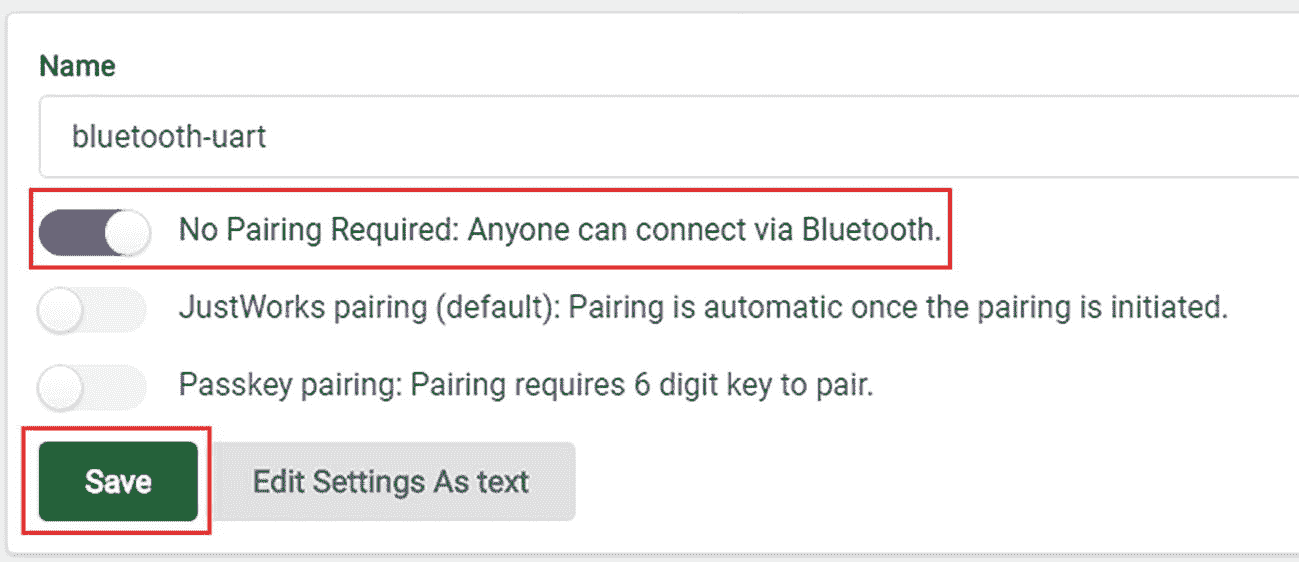 Name
bluetooth-uart
No Pairing Required: Anyone can connect via Bluetooth.
JustWorks pairing (default): Pairing is automatic once the pairing is initiated.
Passkey pairing: Pairing requires 6 digit key to pair.
Save Edit Settings As text